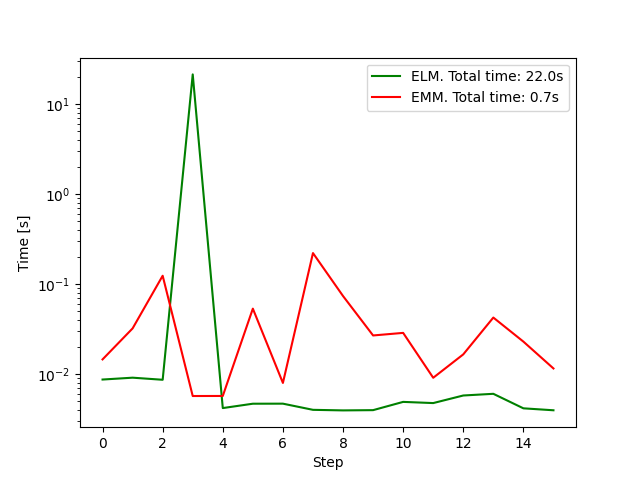 ELM. Total time: 22.0s
EMM. Total time: 0.7s
10¹
10⁰
10⁻¹
10⁻²
Time [s]
0 2 4 6 8 10 12 14
Step